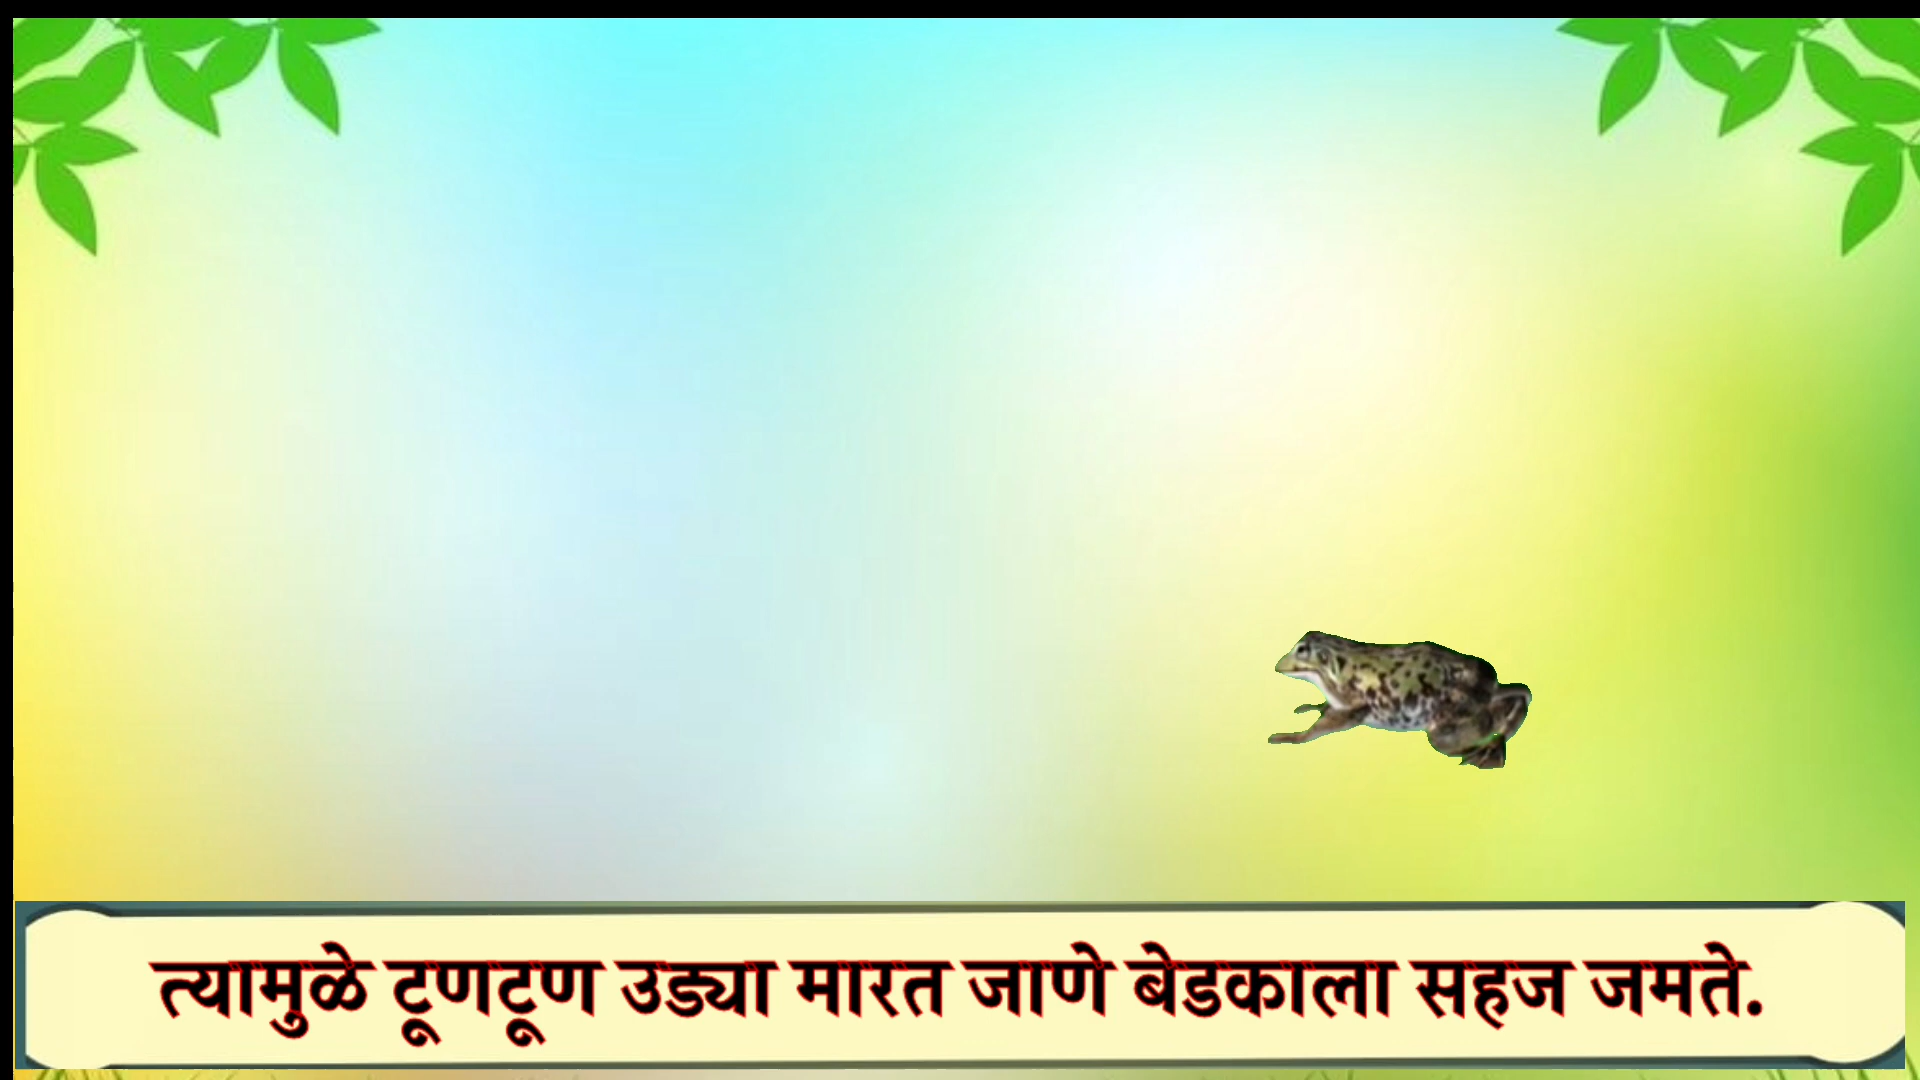 त्यामुळे टूणटूण उड्या मारत जाणे बेडकाला सहज जमते.